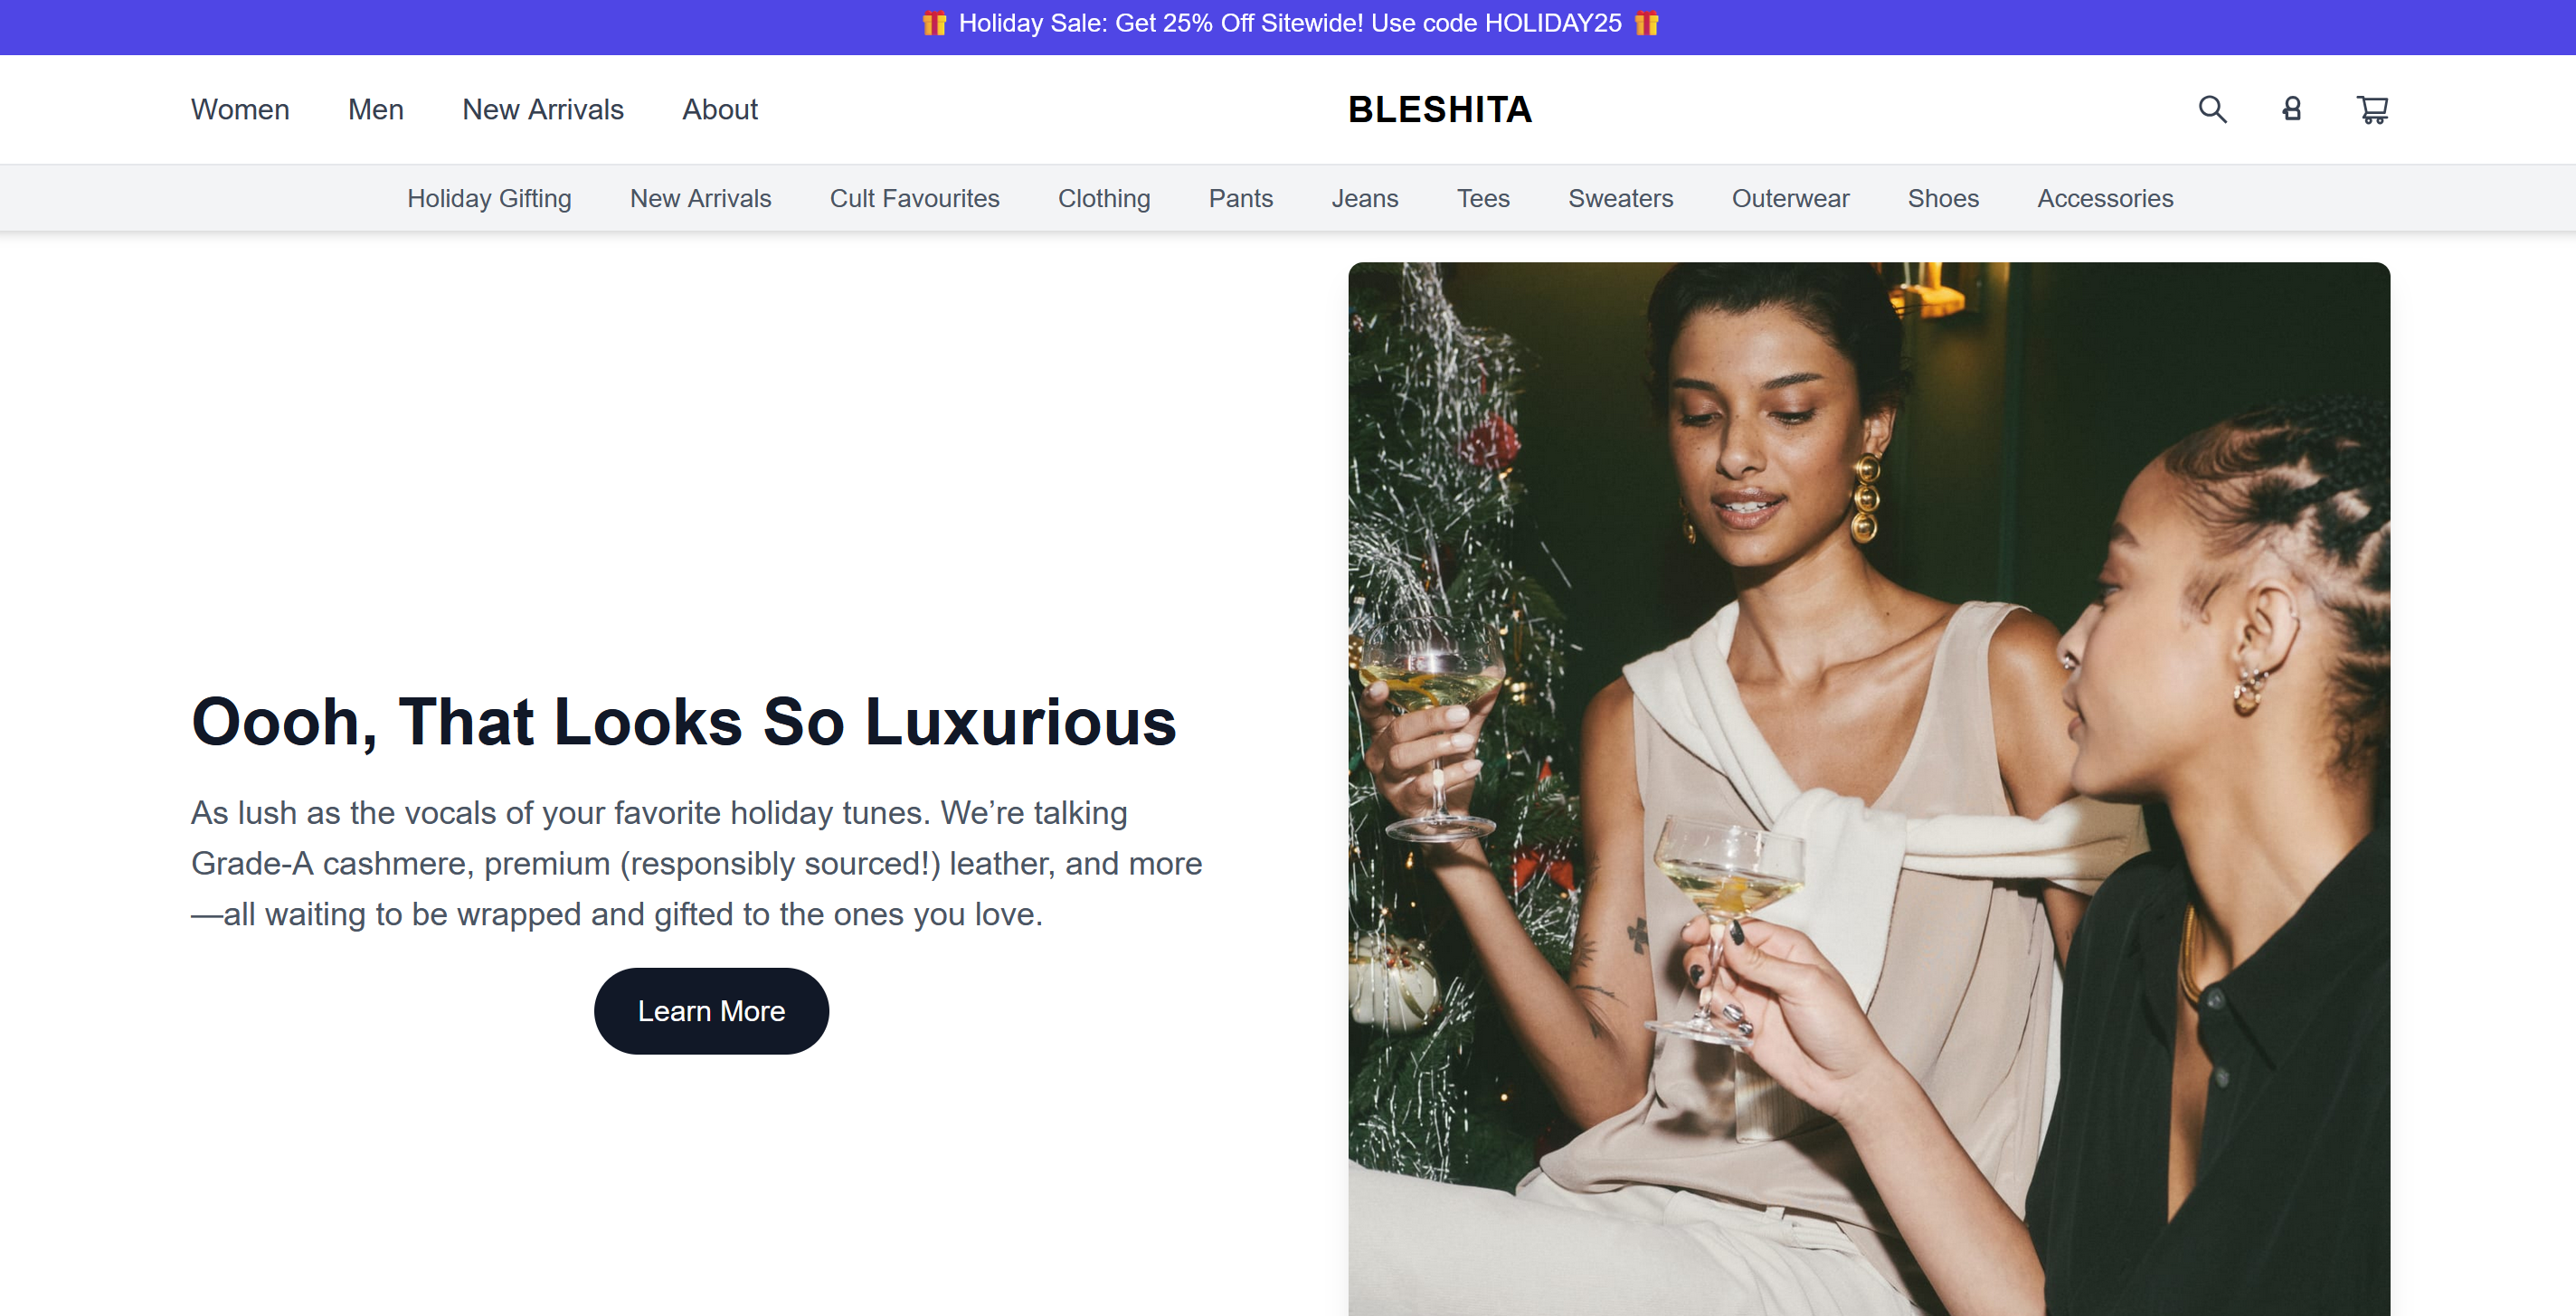 🎁 Holiday Sale: Get 25% Off Sitewide! Use code HOLIDAY25 🎁
Women Men New Arrivals About BLESHITA
Holiday Gifting New Arrivals Cult Favourites Clothing Pants Jeans Tees Sweaters Outerwear Shoes Accessories
Oooh, That Looks So Luxurious
As lush as the vocals of your favorite holiday tunes. We’re talking
Grade-A cashmere, premium (responsibly sourced!) leather, and more
—all waiting to be wrapped and gifted to the ones you love.
Learn More